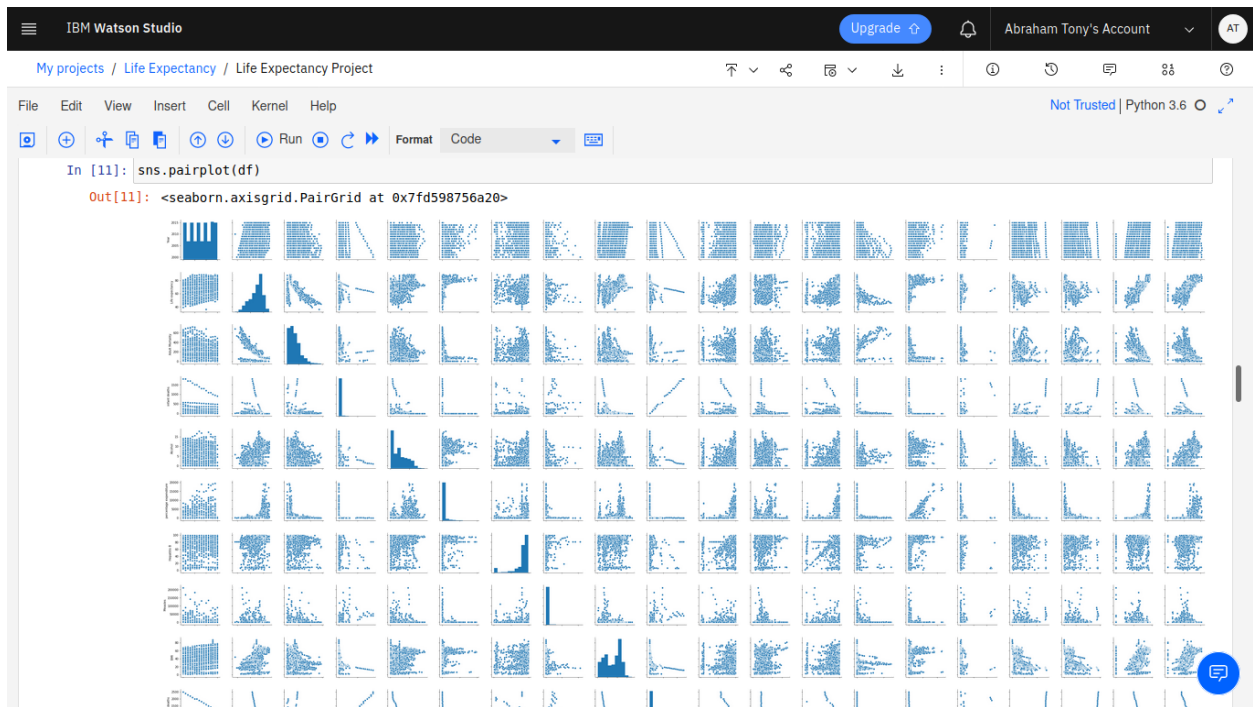 IBM Watson Studio
Upgrade
Abraham Tony's Account
AT
My projects / Life Expectancy / Life Expectancy Project
File Edit View Insert Cell Kernel Help
Not Trusted | Python 3.6
Run
Format
Code
In [11]: sns.pairplot(df)
Out[11]: <seaborn.axisgrid.PairGrid at 0x7fd598756a20>